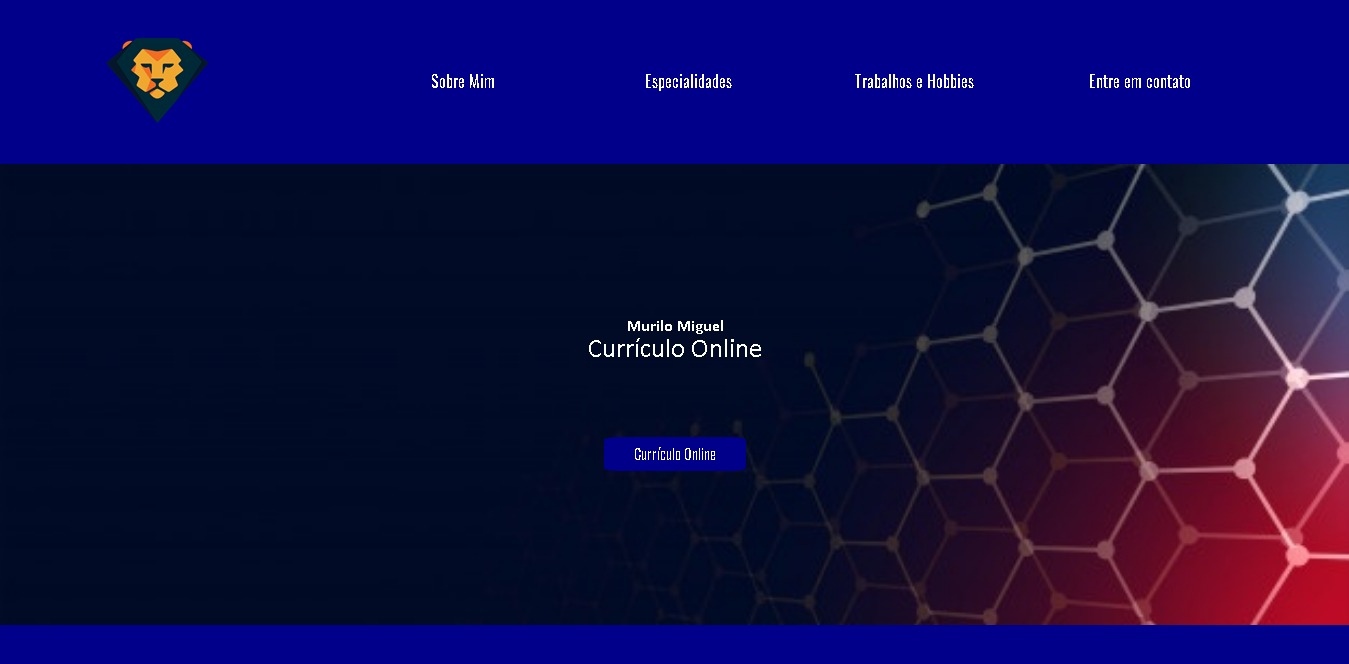 Sobre Mim
Especialidades
Trabalhos e Hobbies
Entre em contato
Murilo Miguel
Currículo Online
Currículo Online